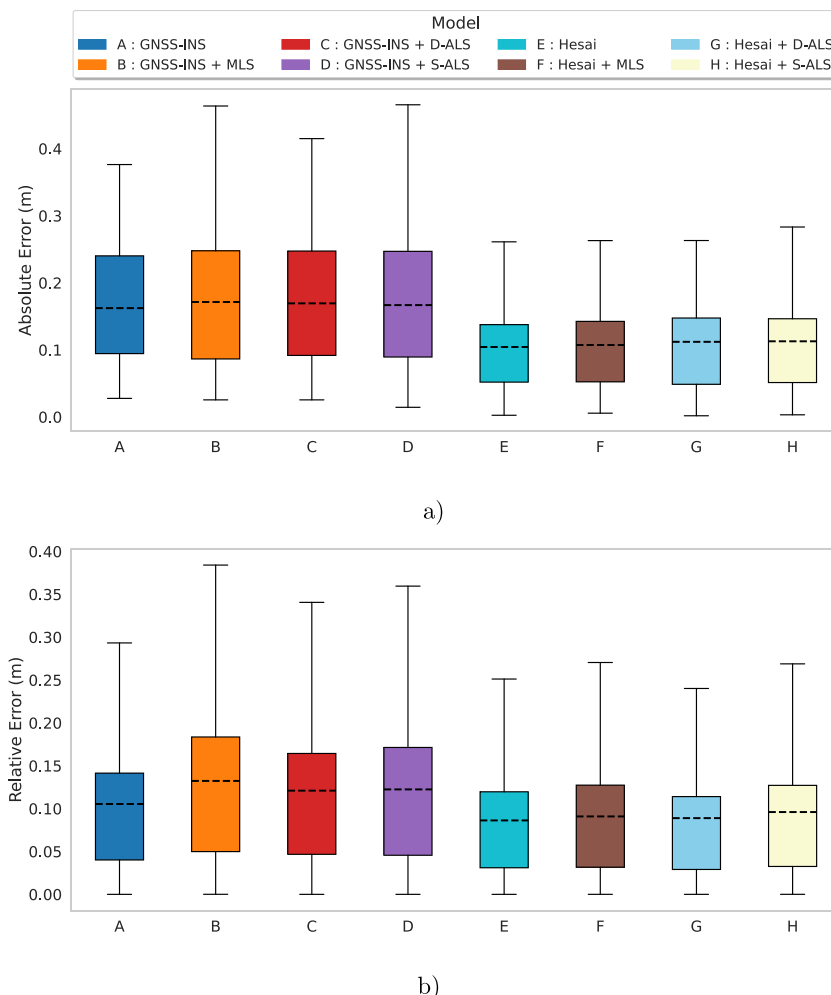 Model
A : GNSS-INS C : GNSS-INS + D-ALS E : Hesai G : Hesai + D-ALS
B : GNSS-INS + MLS D : GNSS-INS + S-ALS F : Hesai + MLS H : Hesai + S-ALS
Absolute Error (m)
0.4
0.3
0.2
0.1
0.0
A B C D E F G H
a)
Relative Error (m)
0.40
0.35
0.30
0.25
0.20
0.15
0.10
0.05
0.00
A B C D E F G H
b)